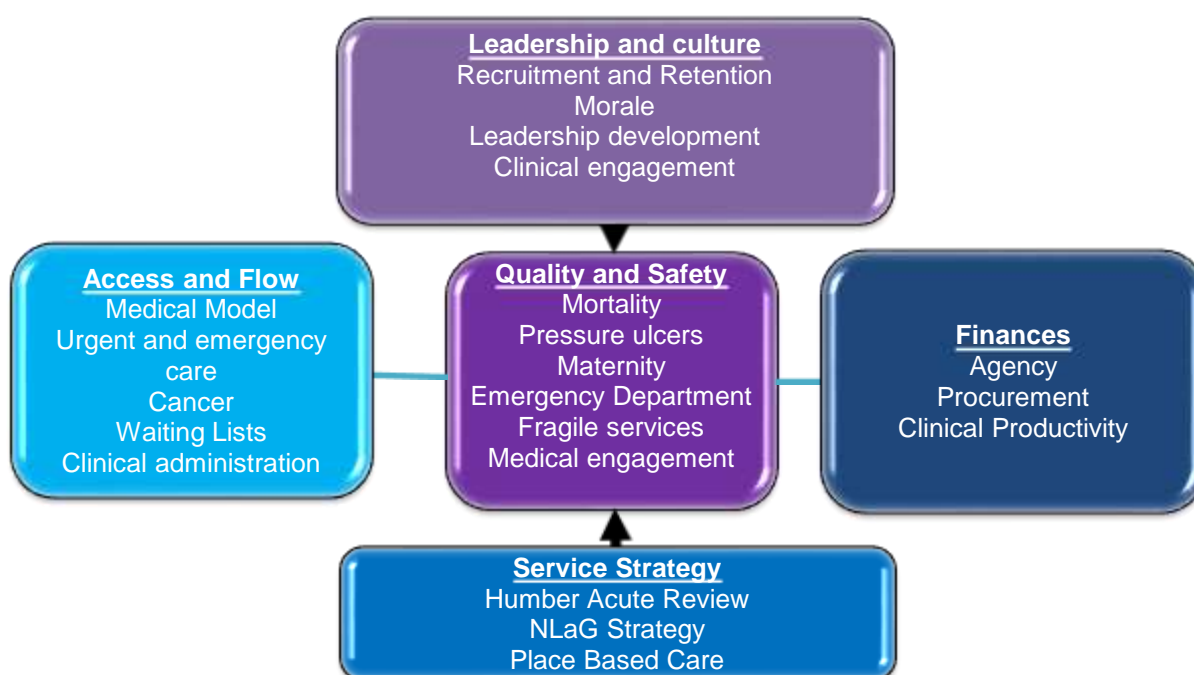 Leadership and culture
Recruitment and Retention
Morale
Leadership development
Clinical engagement
Access and Flow
Medical Model
Urgent and emergency
care
Cancer
Waiting Lists
Clinical administration
Quality and Safety
Mortality
Pressure ulcers
Maternity
Emergency Department
Fragile services
Medical engagement
Finances
Agency
Procurement
Clinical Productivity
Service Strategy
Humber Acute Review
NLaG Strategy
Place Based Care